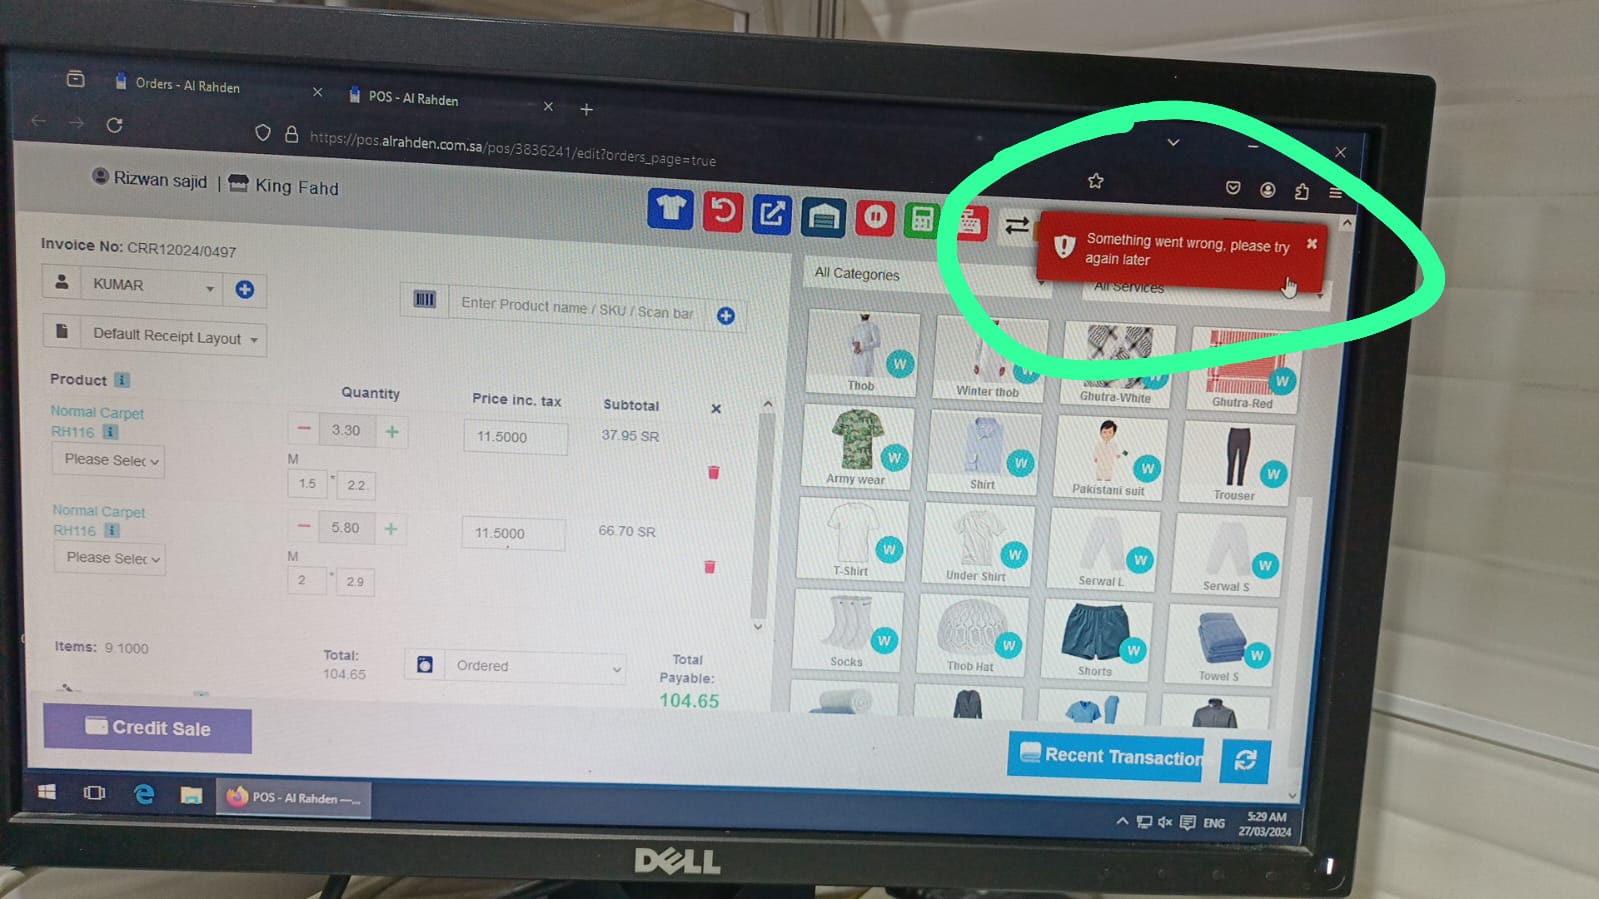 Orders - Al Rahden
POS - Al Rahden
https://pos.alrahden.com.sa/pos/3836241/edit?orders_page=true
Rizwan sajid | King Fahd
Something went wrong, please try
again later
Invoice No: CRR12024/0497
KUMAR
Enter Product name / SKU / Scan bar
Default Receipt Layout
All Categories
All Services
Product
Quantity
Price inc. tax
Subtotal
Normal Carpet
RH116
3.30
11.5000
37.95 SR
Please Selec
M
1.5 * 2.2
Normal Carpet
RH116
5.80
11.5000
66.70 SR
Please Selec
M
2 * 2.9
Items: 9.1000
Total:
104.65
Ordered
Total
Payable:
104.65
Thob
W
Winter thob
W
Ghutra-White
W
Ghutra-Red
W
Army wear
W
Shirt
W
Pakistani suit
W
Trouser
W
T-Shirt
W
Under Shirt
W
Serwal L
W
Serwal S
W
Socks
W
Thob Hat
W
Shorts
W
Towel S
W
Credit Sale
Recent Transaction
POS - Al Rahden —...
ENG
5:29 AM
27/03/2024
DELL